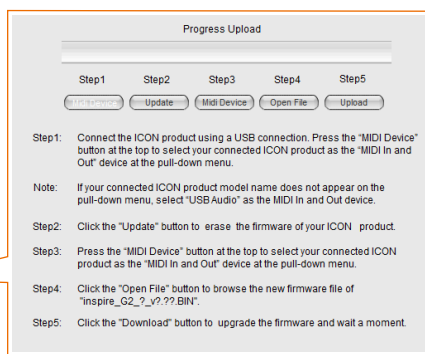 Progress Upload
Step1 Step2 Step3 Step4 Step5
Midi Device Update Midi Device Open File Upload
Step1: Connect the ICON product using a USB connection. Press the “MIDI Device”
button at the top to select your connected ICON product as the “MIDI In and
Out” device at the pull-down menu.
Note: If your connected ICON product model name does not appear on the
pull-down menu, select “USB Audio” as the MIDI In and Out device.
Step2: Click the “Update” button to erase the firmware of your ICON product.
Step3: Press the “MIDI Device” button at the top to select your connected ICON
product as the “MIDI In and Out” device at the pull-down menu.
Step4: Click the “Open File” button to browse the new firmware file of
“inspire_G2_?_v?.??.BIN”.
Step5: Click the “Download” button to upgrade the firmware and wait a moment.